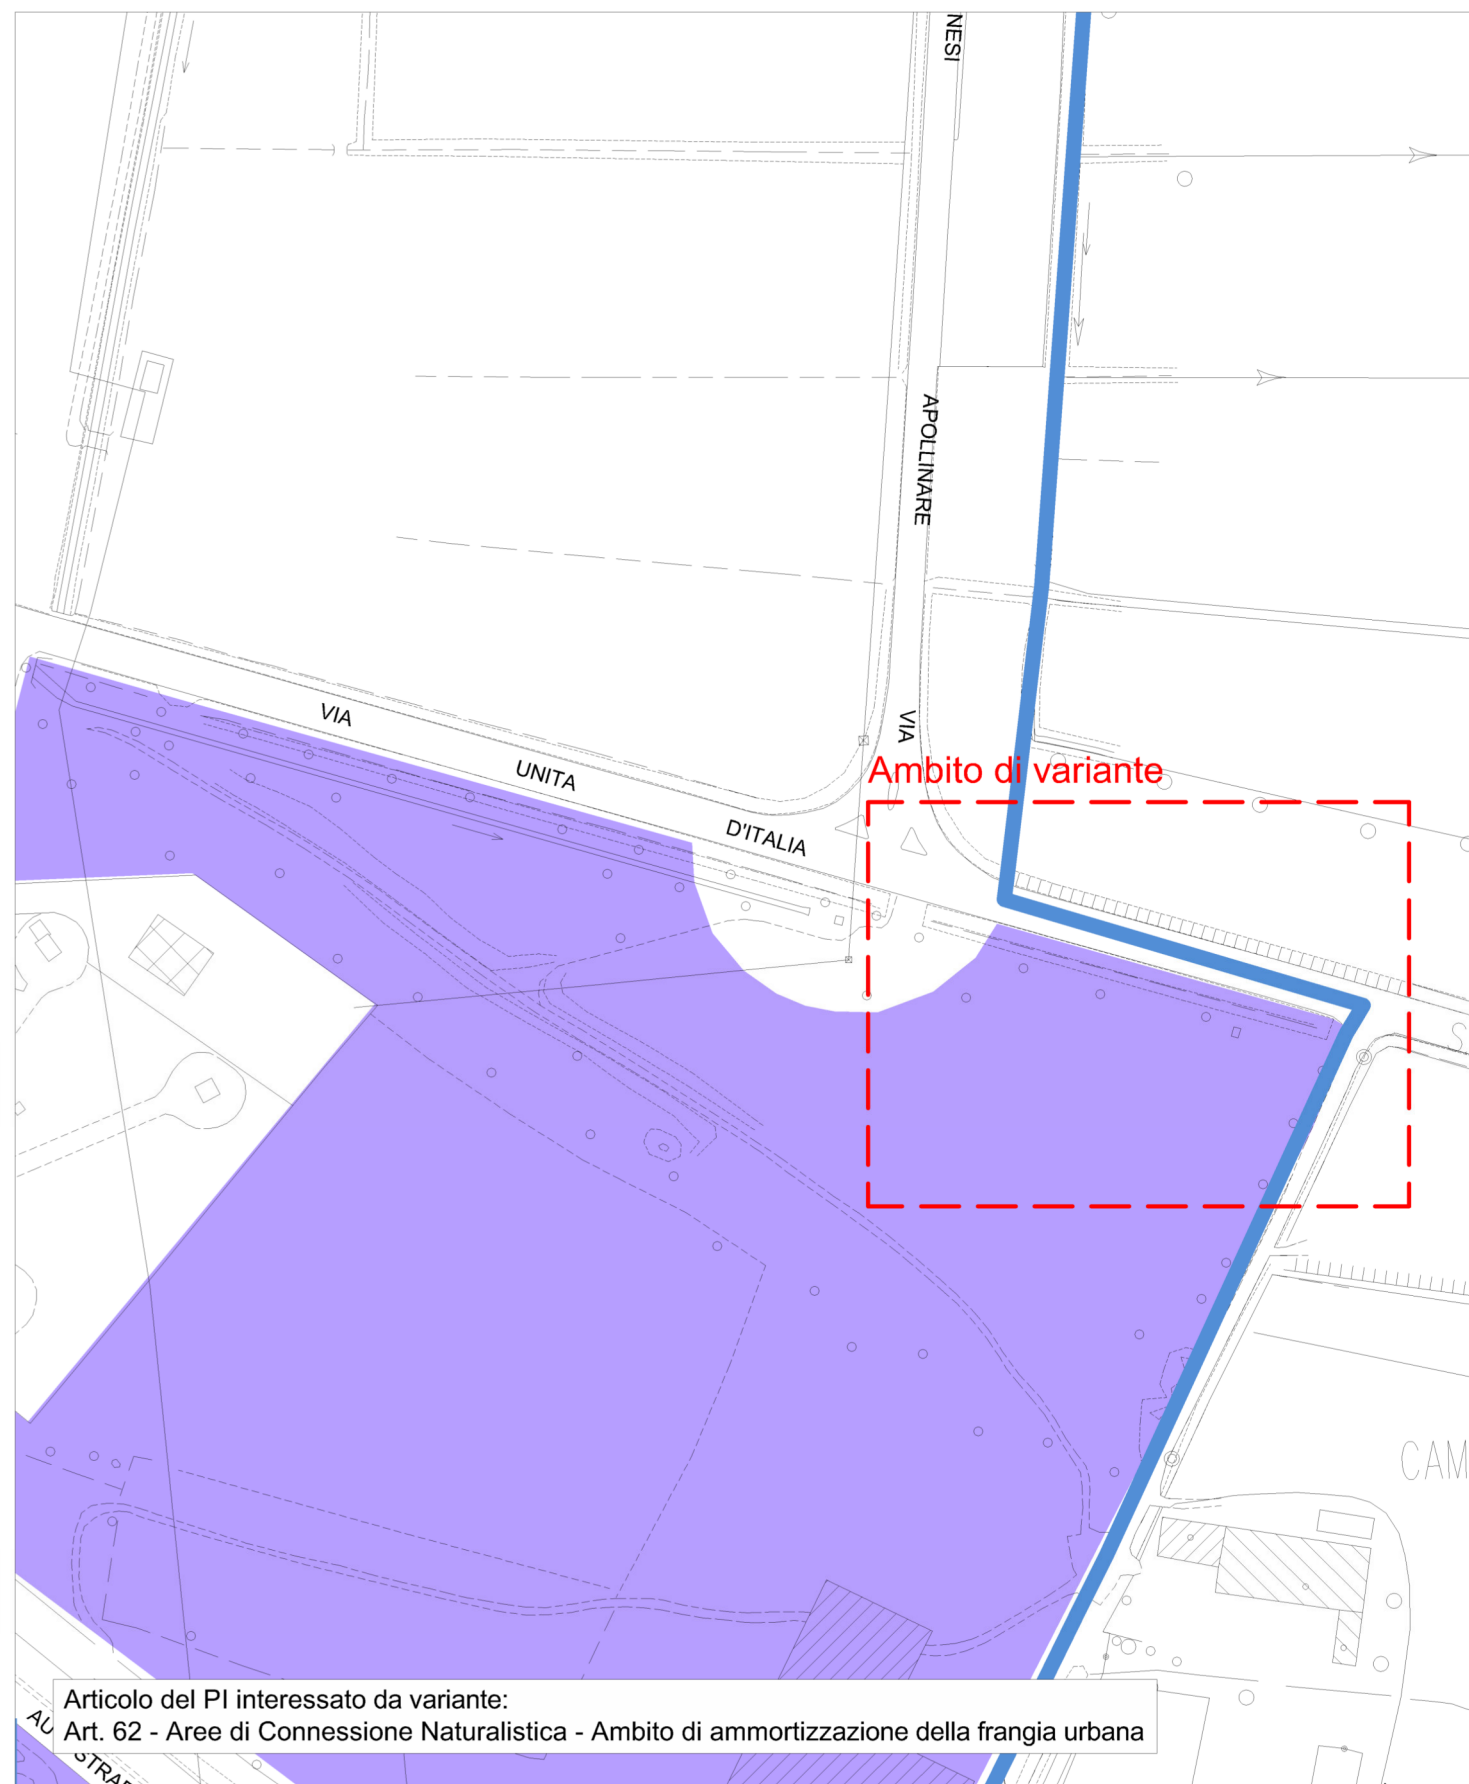 NESI
APOLLINARE
VIA
VIA
UNITA
D'ITALIA
Ambito di variante
S
CAM
Articolo del PI interessato da variante:
Art. 62 - Aree di Connessione Naturalistica - Ambito di ammortizzazione della frangia urbana